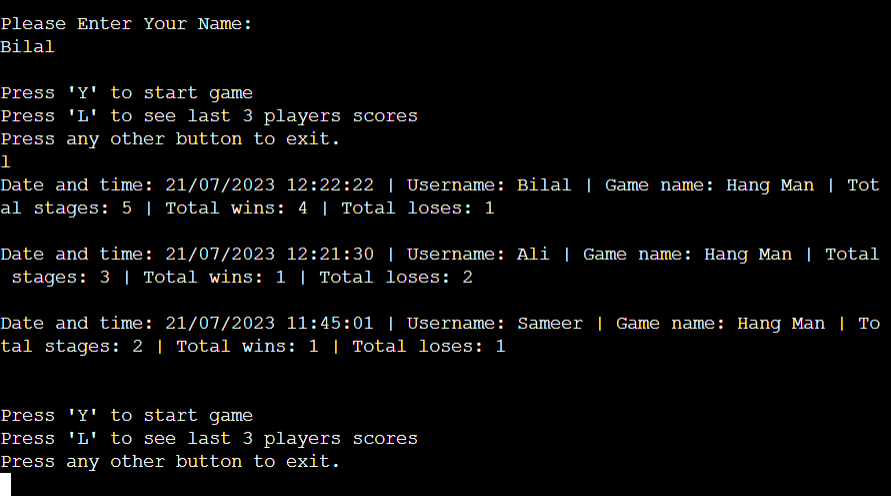 Please Enter Your Name:
Bilal
Press 'Y' to start game
Press 'L' to see last 3 players scores
Press any other button to exit.
l
Date and time: 21/07/2023 12:22:22 | Username: Bilal | Game name: Hang Man | Tot
al stages: 5 | Total wins: 4 | Total loses: 1
Date and time: 21/07/2023 12:21:30 | Username: Ali | Game name: Hang Man | Total
stages: 3 | Total wins: 1 | Total loses: 2
Date and time: 21/07/2023 11:45:01 | Username: Sameer | Game name: Hang Man | To
tal stages: 2 | Total wins: 1 | Total loses: 1
Press 'Y' to start game
Press 'L' to see last 3 players scores
Press any other button to exit.